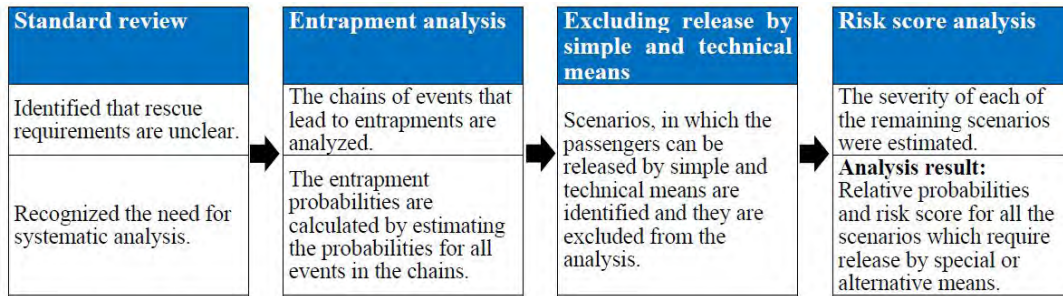 Standard review
Identified that rescue
requirements are unclear.
Recognized the need for
systematic analysis.
Entrapment analysis
The chains of events that
lead to entrapments are
analyzed.
The entrapment
probabilities are
calculated by estimating
the probabilities for all
events in the chains.
Excluding release by
simple and technical
means
Scenarios, in which the
passengers can be
released by simple and
technical means are
identified and they are
excluded from the
analysis.
Risk score analysis
The severity of each of
the remaining scenarios
were estimated.
Analysis result:
Relative probabilities
and risk score for all the
scenarios which require
release by special or
alternative means.